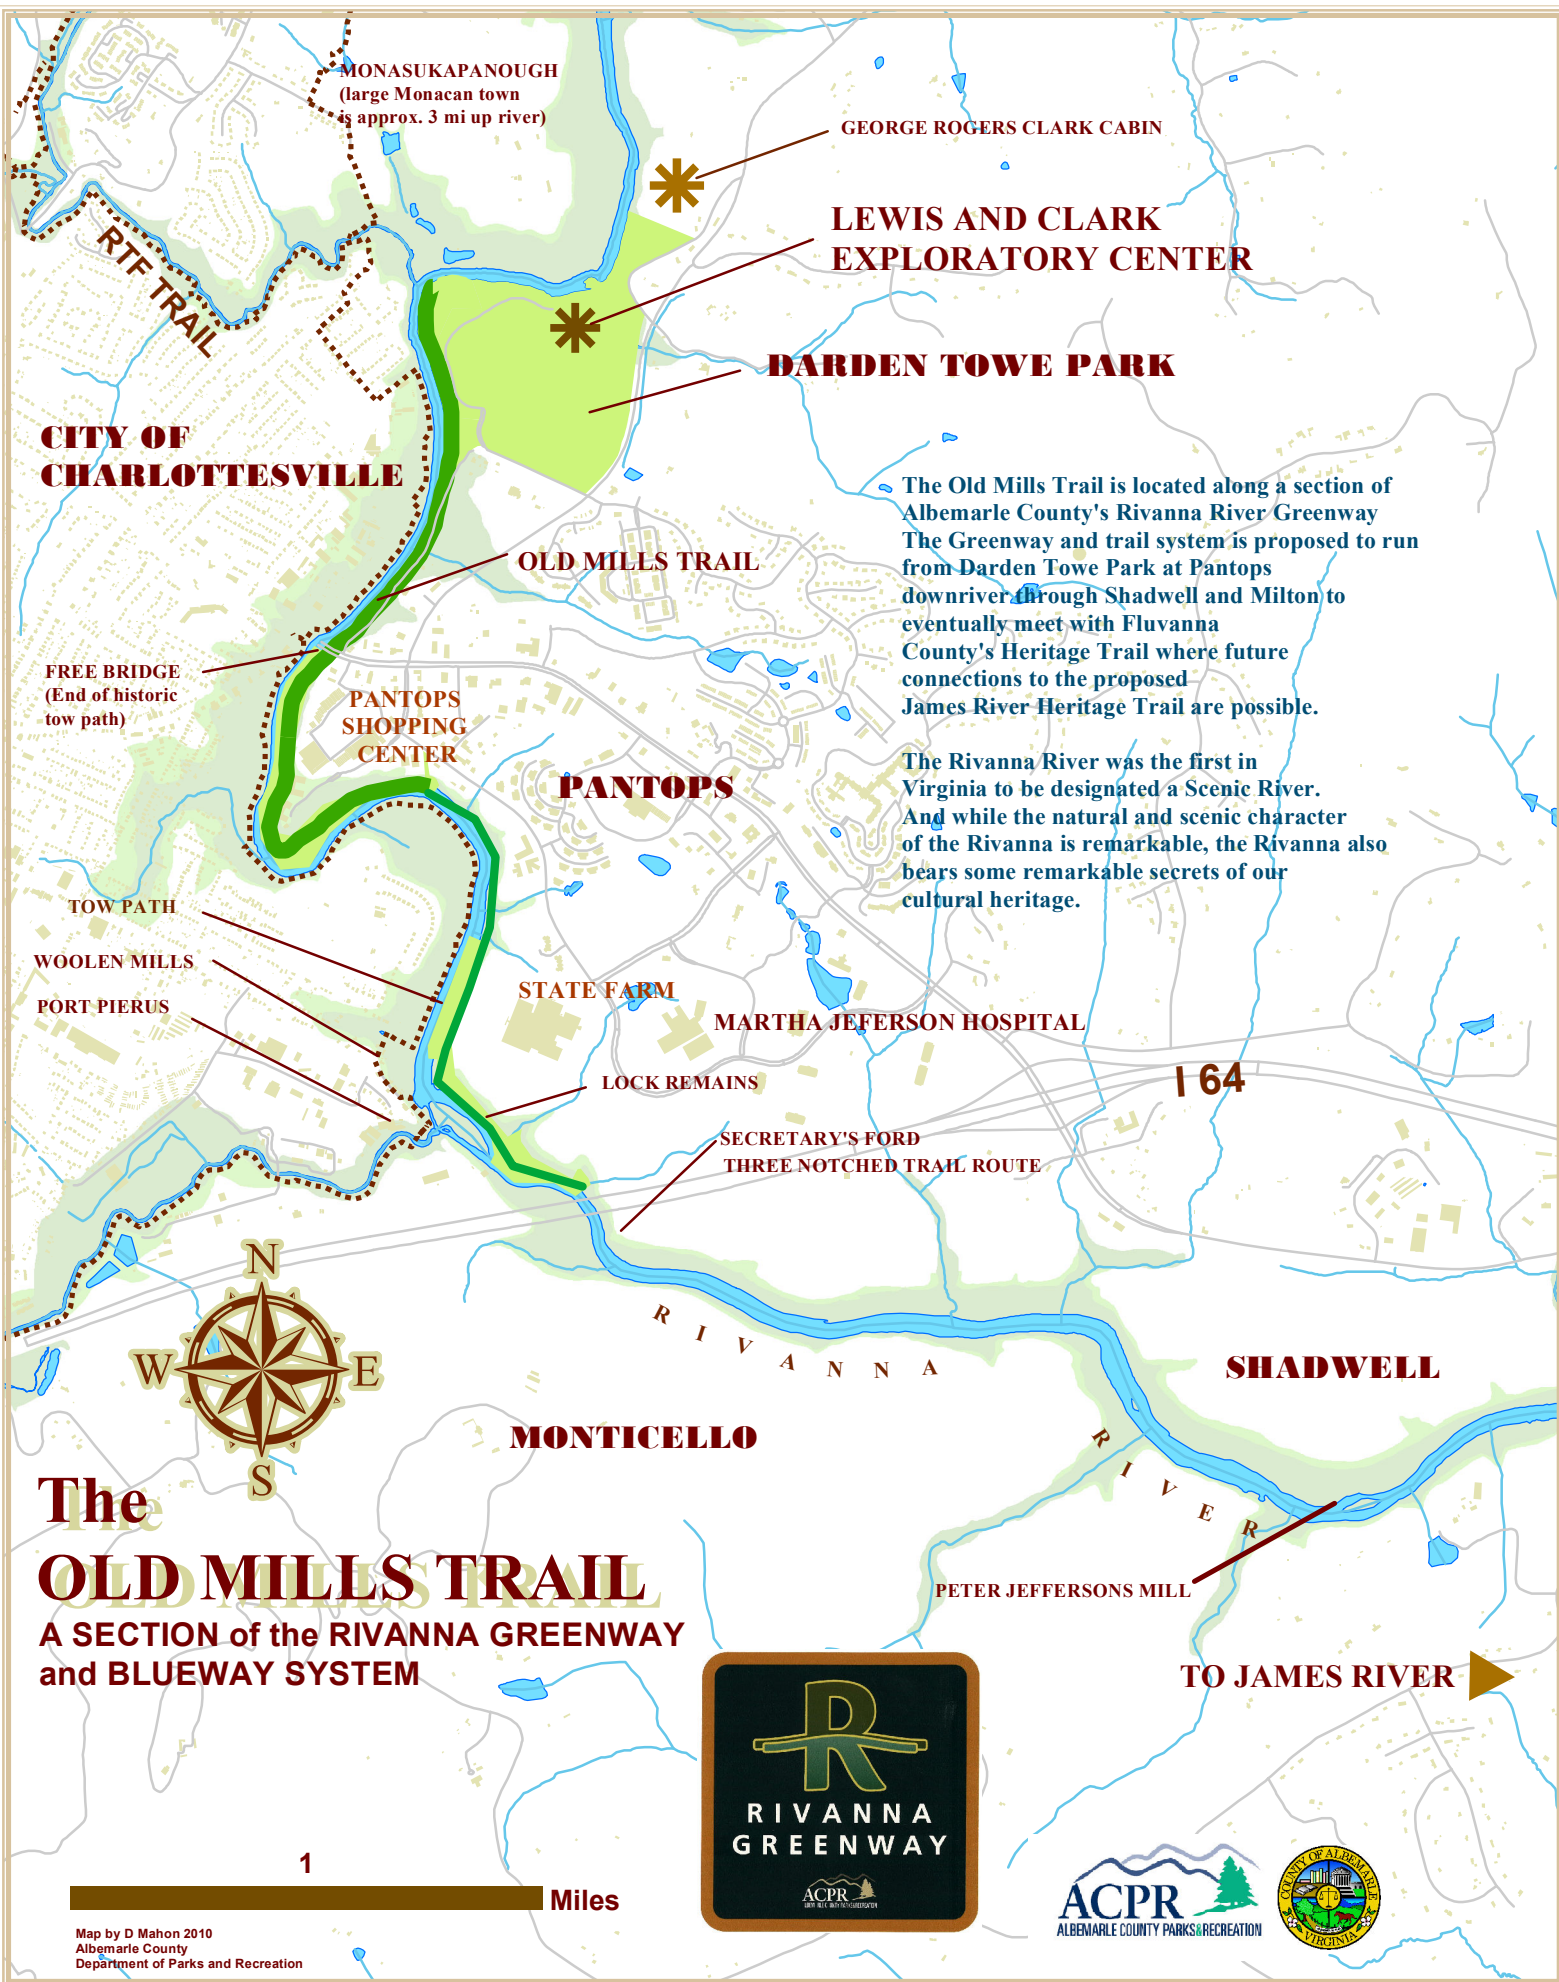 MONASUKAPANOUGH
(large Monacan town
is approx. 3 mi up river)
GEORGE ROGERS CLARK CABIN
LEWIS AND CLARK
EXPLORATORY CENTER
RTF TRAIL
DARDEN TOWE PARK
CITY OF
CHARLOTTESVILLE
The Old Mills Trail is located along a section of
Albemarle County's Rivanna River Greenway
The Greenway and trail system is proposed to run
from Darden Towe Park at Pantops
downriver through Shadwell and Milton to
eventually meet with Fluvanna
County's Heritage Trail where future
connections to the proposed
James River Heritage Trail are possible.
The Rivanna River was the first in
Virginia to be designated a Scenic River.
And while the natural and scenic character
of the Rivanna is remarkable, the Rivanna also
bears some remarkable secrets of our
cultural heritage.
OLD MILLS TRAIL
FREE BRIDGE
(End of historic
tow path)
PANTOPS
SHOPPING
CENTER
PANTOPS
TOW PATH
WOOLEN MILLS
PORT PIERUS
STATE FARM
MARTHA JEFERSON HOSPITAL
I 64
LOCK REMAINS
SECRETARY'S FORD
THREE NOTCHED TRAIL ROUTE
N
W
E
S
RIVANNA
RIVER
SHADWELL
MONTICELLO
The
OLD MILLS TRAIL
A SECTION of the RIVANNA GREENWAY
and BLUEWAY SYSTEM
PETER JEFFERSONS MILL
TO JAMES RIVER
R
RIVANNA
GREENWAY
ACPR
1
Miles
Map by D Mahon 2010
Albemarle County
Department of Parks and Recreation
ACPR
ALBEMARLE COUNTY PARKS&RECREATION
COUNTY OF ALBEMARLE
VIRGINIA